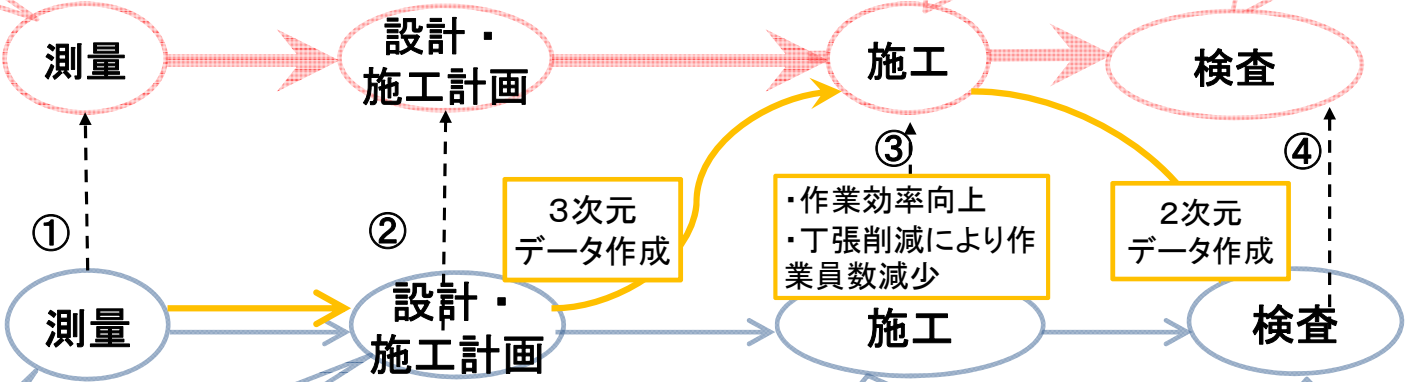 測量
設計・
施工計画
施工
検査
①
②
③
④
3次元
データ作成
・作業効率向上
・丁張削減により作
業員数減少
2次元
データ作成
測量
設計・
施工計画
施工
検査